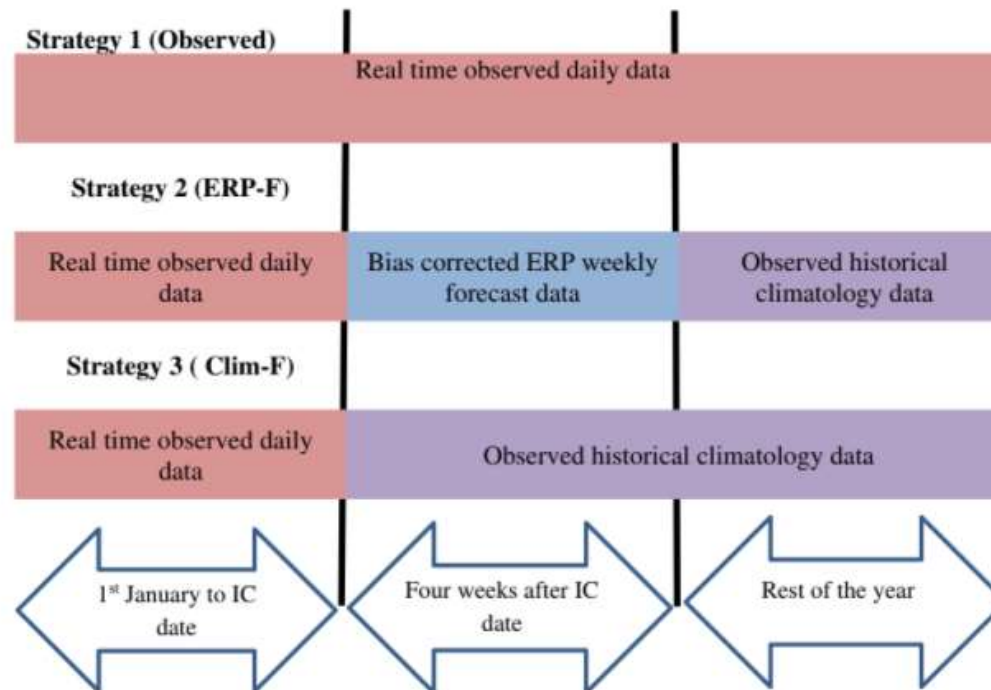 Strategy 1 (Observed)
Real time observed daily data
Strategy 2 (ERP-F)
Real time observed daily
data
Bias corrected ERP weekly
forecast data
Observed historical
climatology data
Strategy 3 ( Clim-F)
Real time observed daily
data
Observed historical climatology data
1st January to IC
date
Four weeks after IC
date
Rest of the year